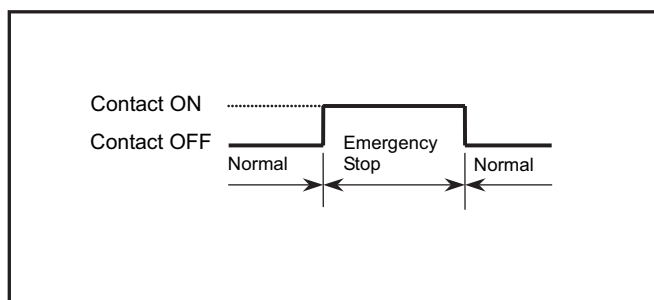 Contact ON
Contact OFF
Normal
Emergency
Stop
Normal